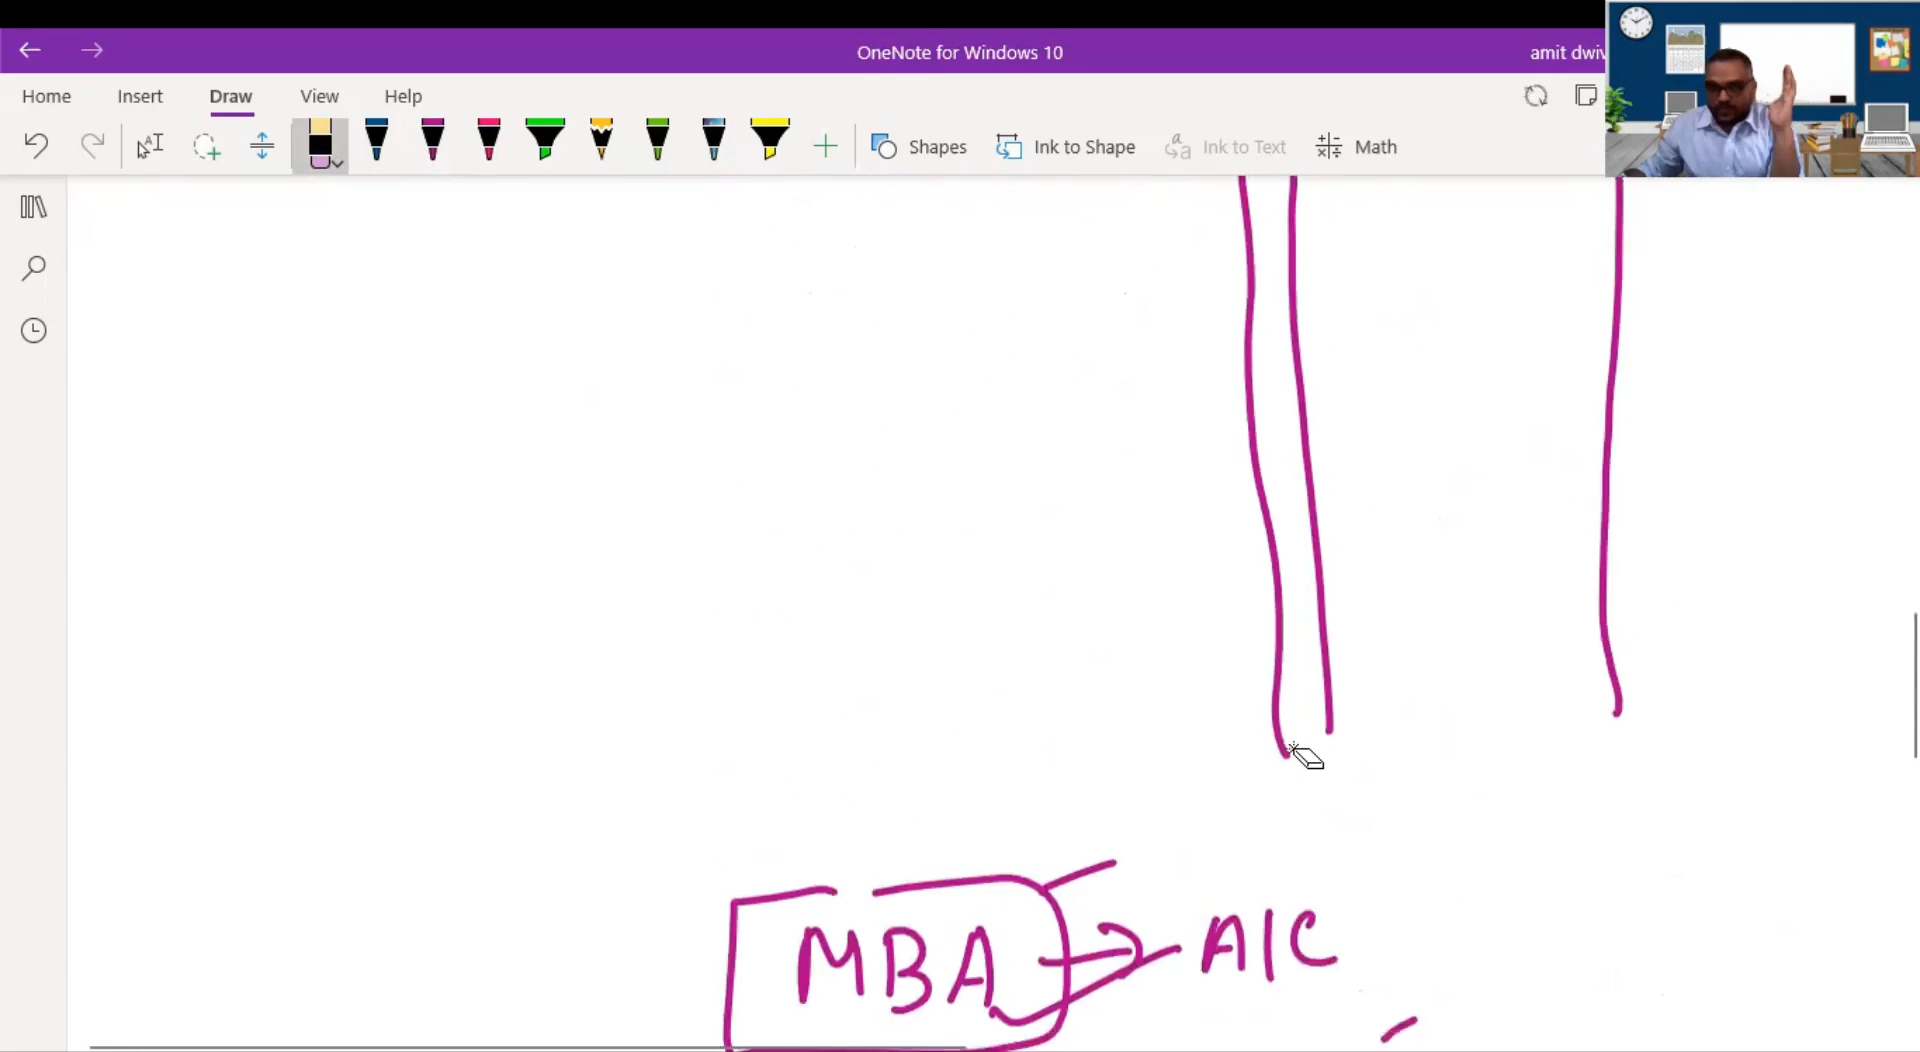 OneNote for Windows 10
amit dwiv
Home Insert Draw View Help
Shapes Ink to Shape Ink to Text Math
MBA A/C